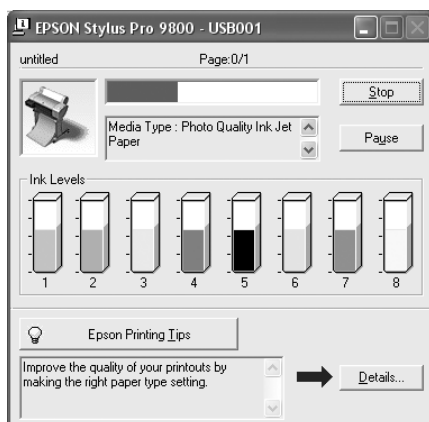 EPSON Stylus Pro 9800 - USB001
untitled Page:0/1
Stop
Media Type : Photo Quality Ink Jet
Paper
Pause
Ink Levels
1 2 3 4 5 6 7 8
Epson Printing Tips
Improve the quality of your printouts by
making the right paper type setting.
Details...